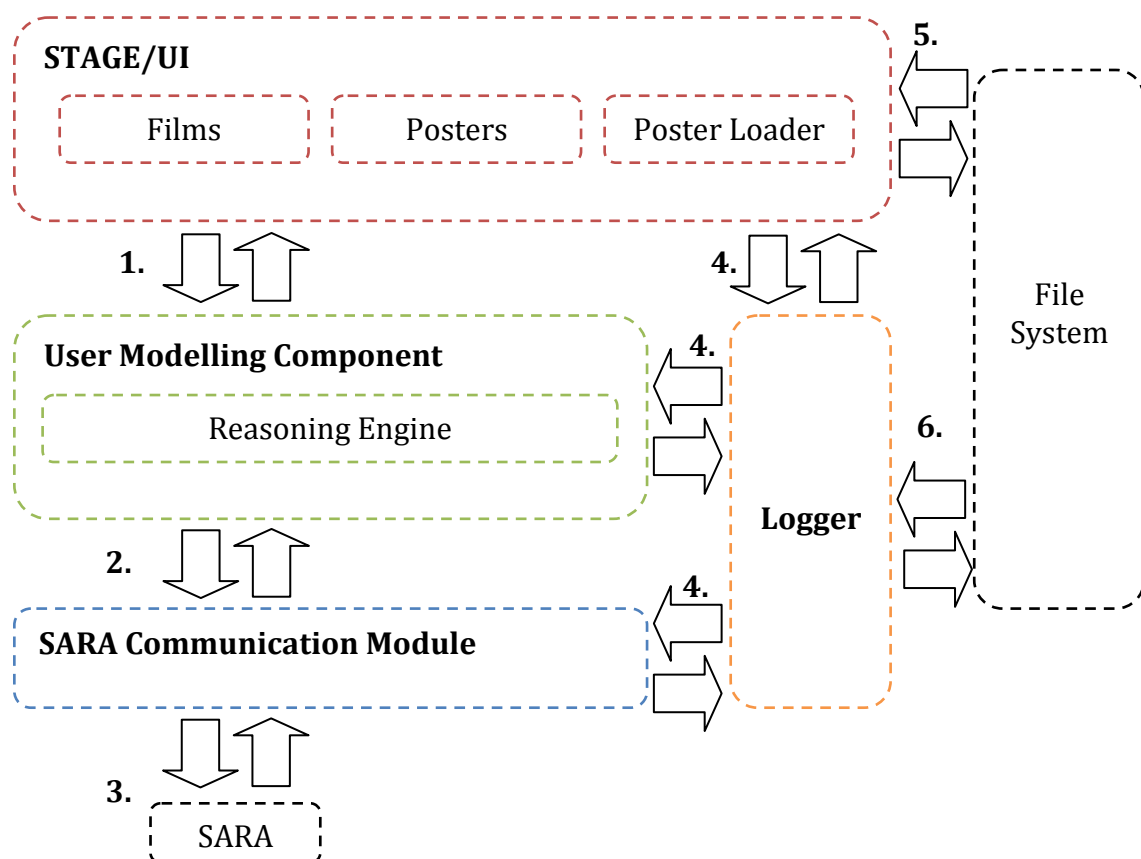 STAGE/UI
5.
Films
Posters
Poster Loader
1.
4.
File
System
User Modelling Component
4.
Reasoning Engine
6.
Logger
2.
4.
SARA Communication Module
3.
SARA